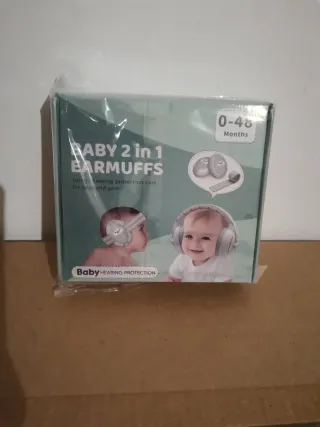 0-48
Months
BABY 2 in 1
EARMUFFS
Baby HEARING PROTECTION